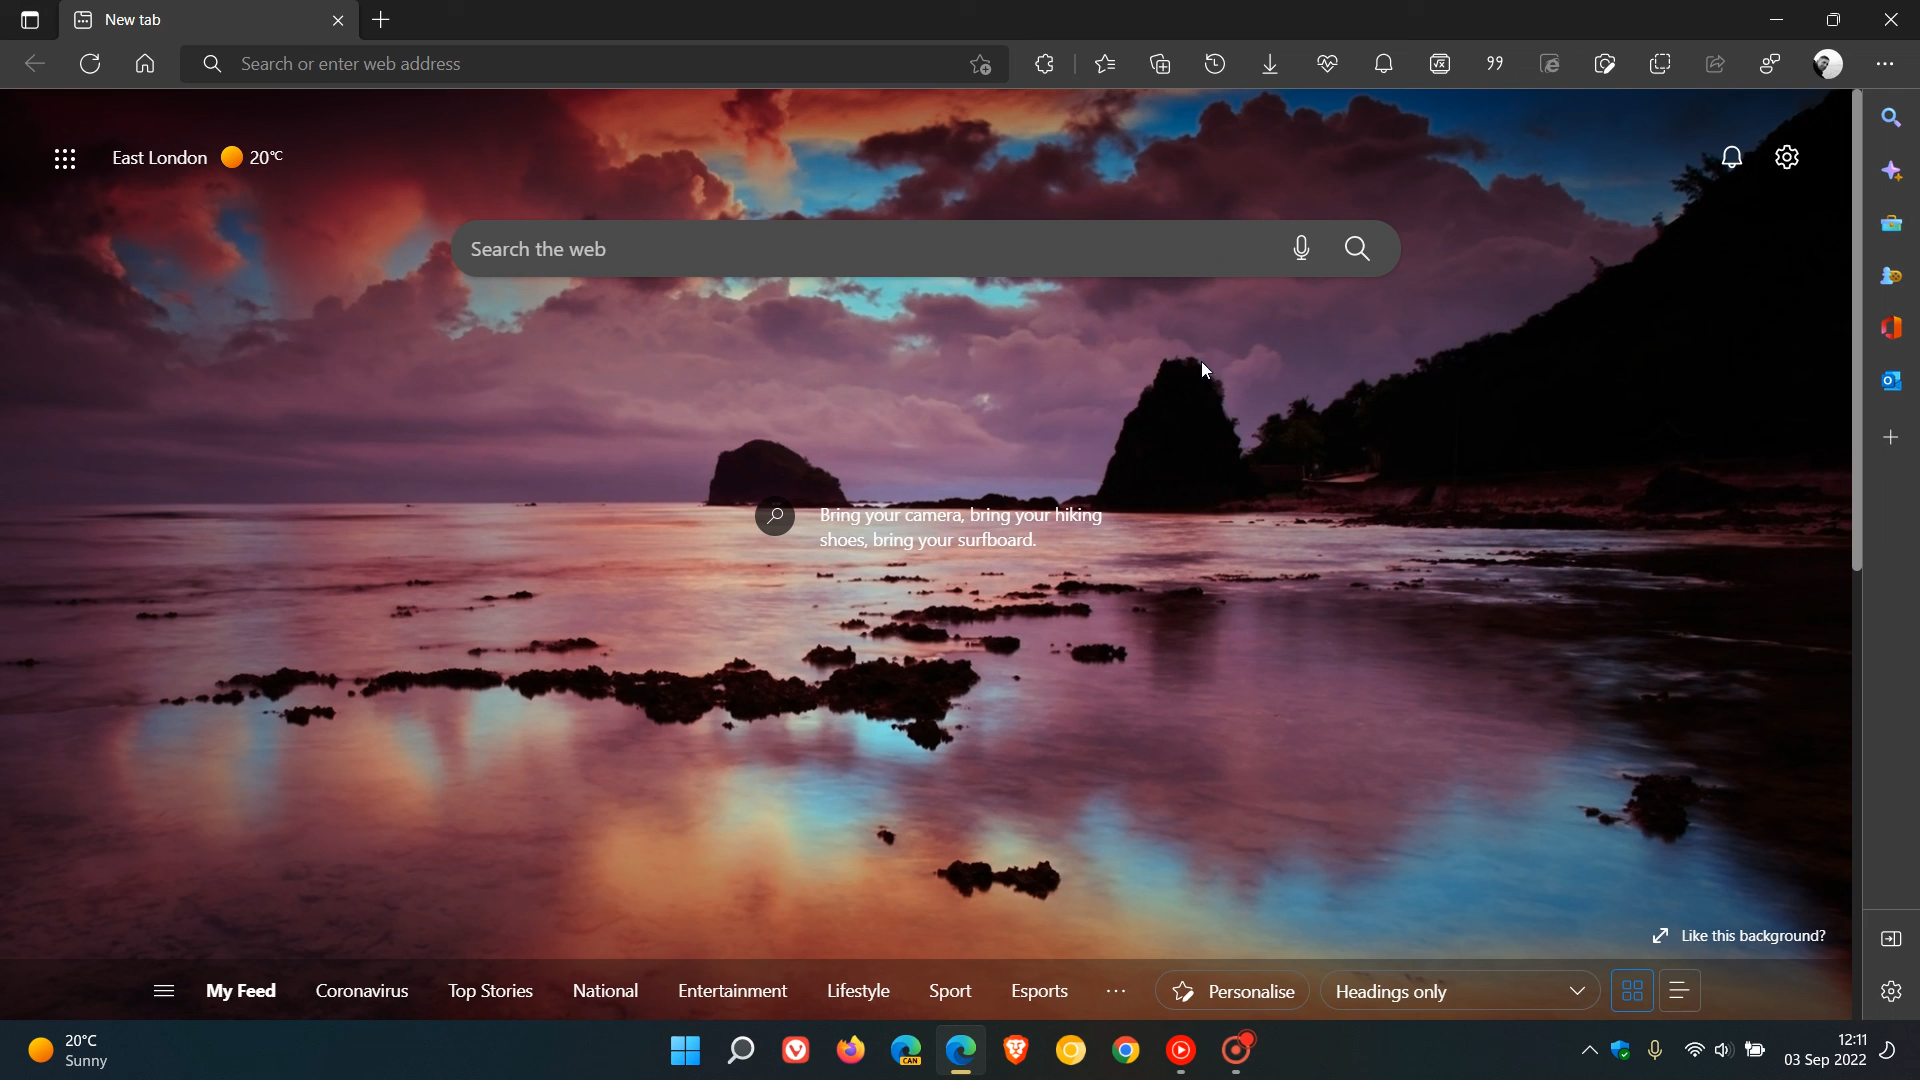 New tab
Search or enter web address
East London 20°C
Search the web
Bring your camera, bring your hiking
shoes, bring your surfboard.
Like this background?
My Feed Coronavirus Top Stories National Entertainment Lifestyle Sport Esports ... Personalise Headings only
20°C
Sunny
CAN
12:11
03 Sep 2022